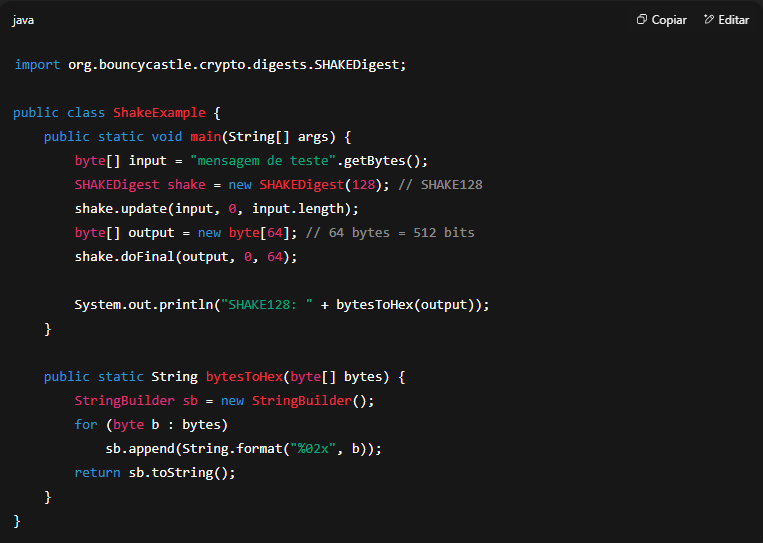 java
Copiar
Editar
import org.bouncycastle.crypto.digests.SHAKEDigest;
public class ShakeExample {
    public static void main(String[] args) {
        byte[] input = "mensagem de teste".getBytes();
        SHAKEDigest shake = new SHAKEDigest(128); // SHAKE128
        shake.update(input, 0, input.length);
        byte[] output = new byte[64]; // 64 bytes = 512 bits
        shake.doFinal(output, 0, 64);
        System.out.println("SHAKE128: " + bytesToHex(output));
    }
    public static String bytesToHex(byte[] bytes) {
        StringBuilder sb = new StringBuilder();
        for (byte b : bytes)
            sb.append(String.format("%02x", b));
        return sb.toString();
    }
}